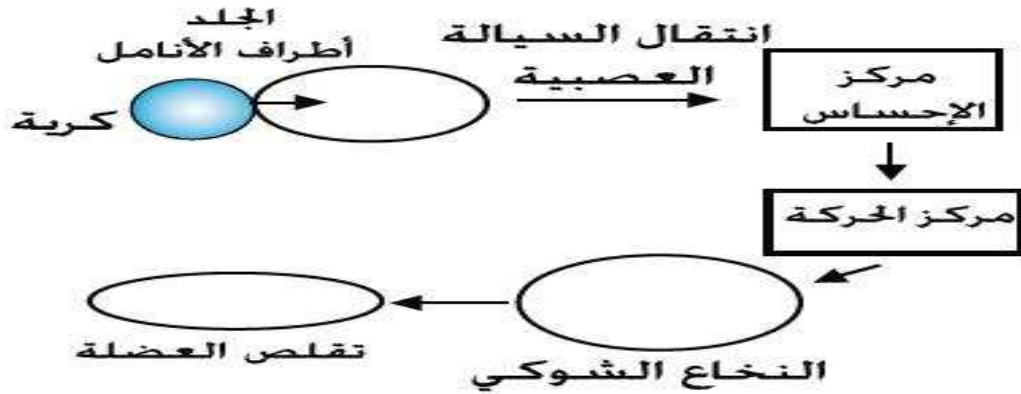 الجلد
أطراف الأنامل
كرية
انتقال السيالة
العصبية
مركز
الإحساس
مركز الحركة
النخاع الشوكي
تقلص العضلة